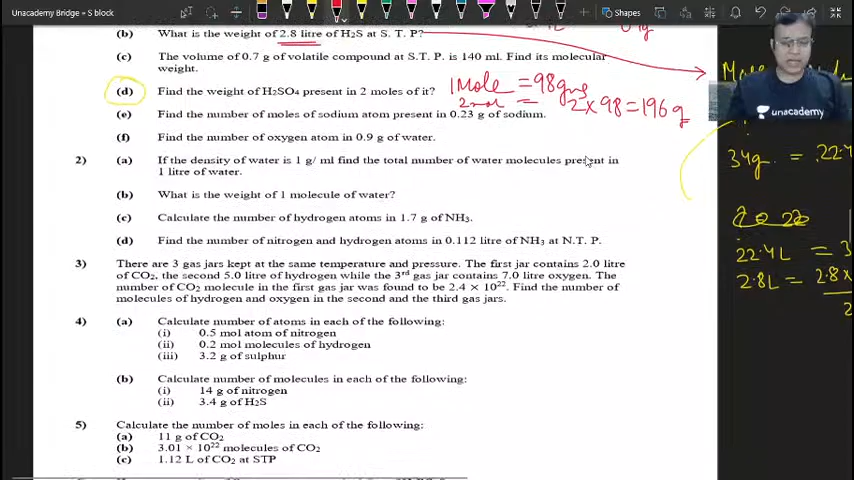 Unacademy Bridge + S block
Shapes
(b) What is the weight of 2.8 litre of H2S at S. T. P?
(c) The volume of 0.7 g of volatile compound at S.T. P. is 140 ml. Find its molecular
weight.
1Mole = 98gms
(d) Find the weight of H2SO4 present in 2 moles of it?
2mol = 2x98=196g
(e) Find the number of moles of sodium atom present in 0.23 g of sodium.
(f) Find the number of oxygen atom in 0.9 g of water.
2) (a) If the density of water is 1 g/ ml find the total number of water molecules present in
1 litre of water.
(b) What is the weight of 1 molecule of water?
(c) Calculate the number of hydrogen atoms in 1.7 g of NH3.
(d) Find the number of nitrogen and hydrogen atoms in 0.112 litre of NH3 at N.T. P.
3) There are 3 gas jars kept at the same temperature and pressure. The first jar contains 2.0 litre
of CO2, the second 5.0 litre of hydrogen while the 3rd gas jar contains 7.0 litre oxygen. The
number of CO2 molecule in the first gas jar was found to be 2.4 × 10²². Find the number of
molecules of hydrogen and oxygen in the second and the third gas jars.
4) (a) Calculate number of atoms in each of the following:
(i) 0.5 mol atom of nitrogen
(ii) 0.2 mol molecules of hydrogen
(iii) 3.2 g of sulphur
(b) Calculate number of molecules in each of the following:
(i) 14 g of nitrogen
(ii) 3.4 g of H2S
5) Calculate the number of moles in each of the following:
(a) 11 g of CO2
(b) 3.01 × 10²² molecules of CO2
(c) 1.12 L of CO2 at STP
unacademy
34g = 22.4
22.4L = 3
2.8L = 2.8x
2